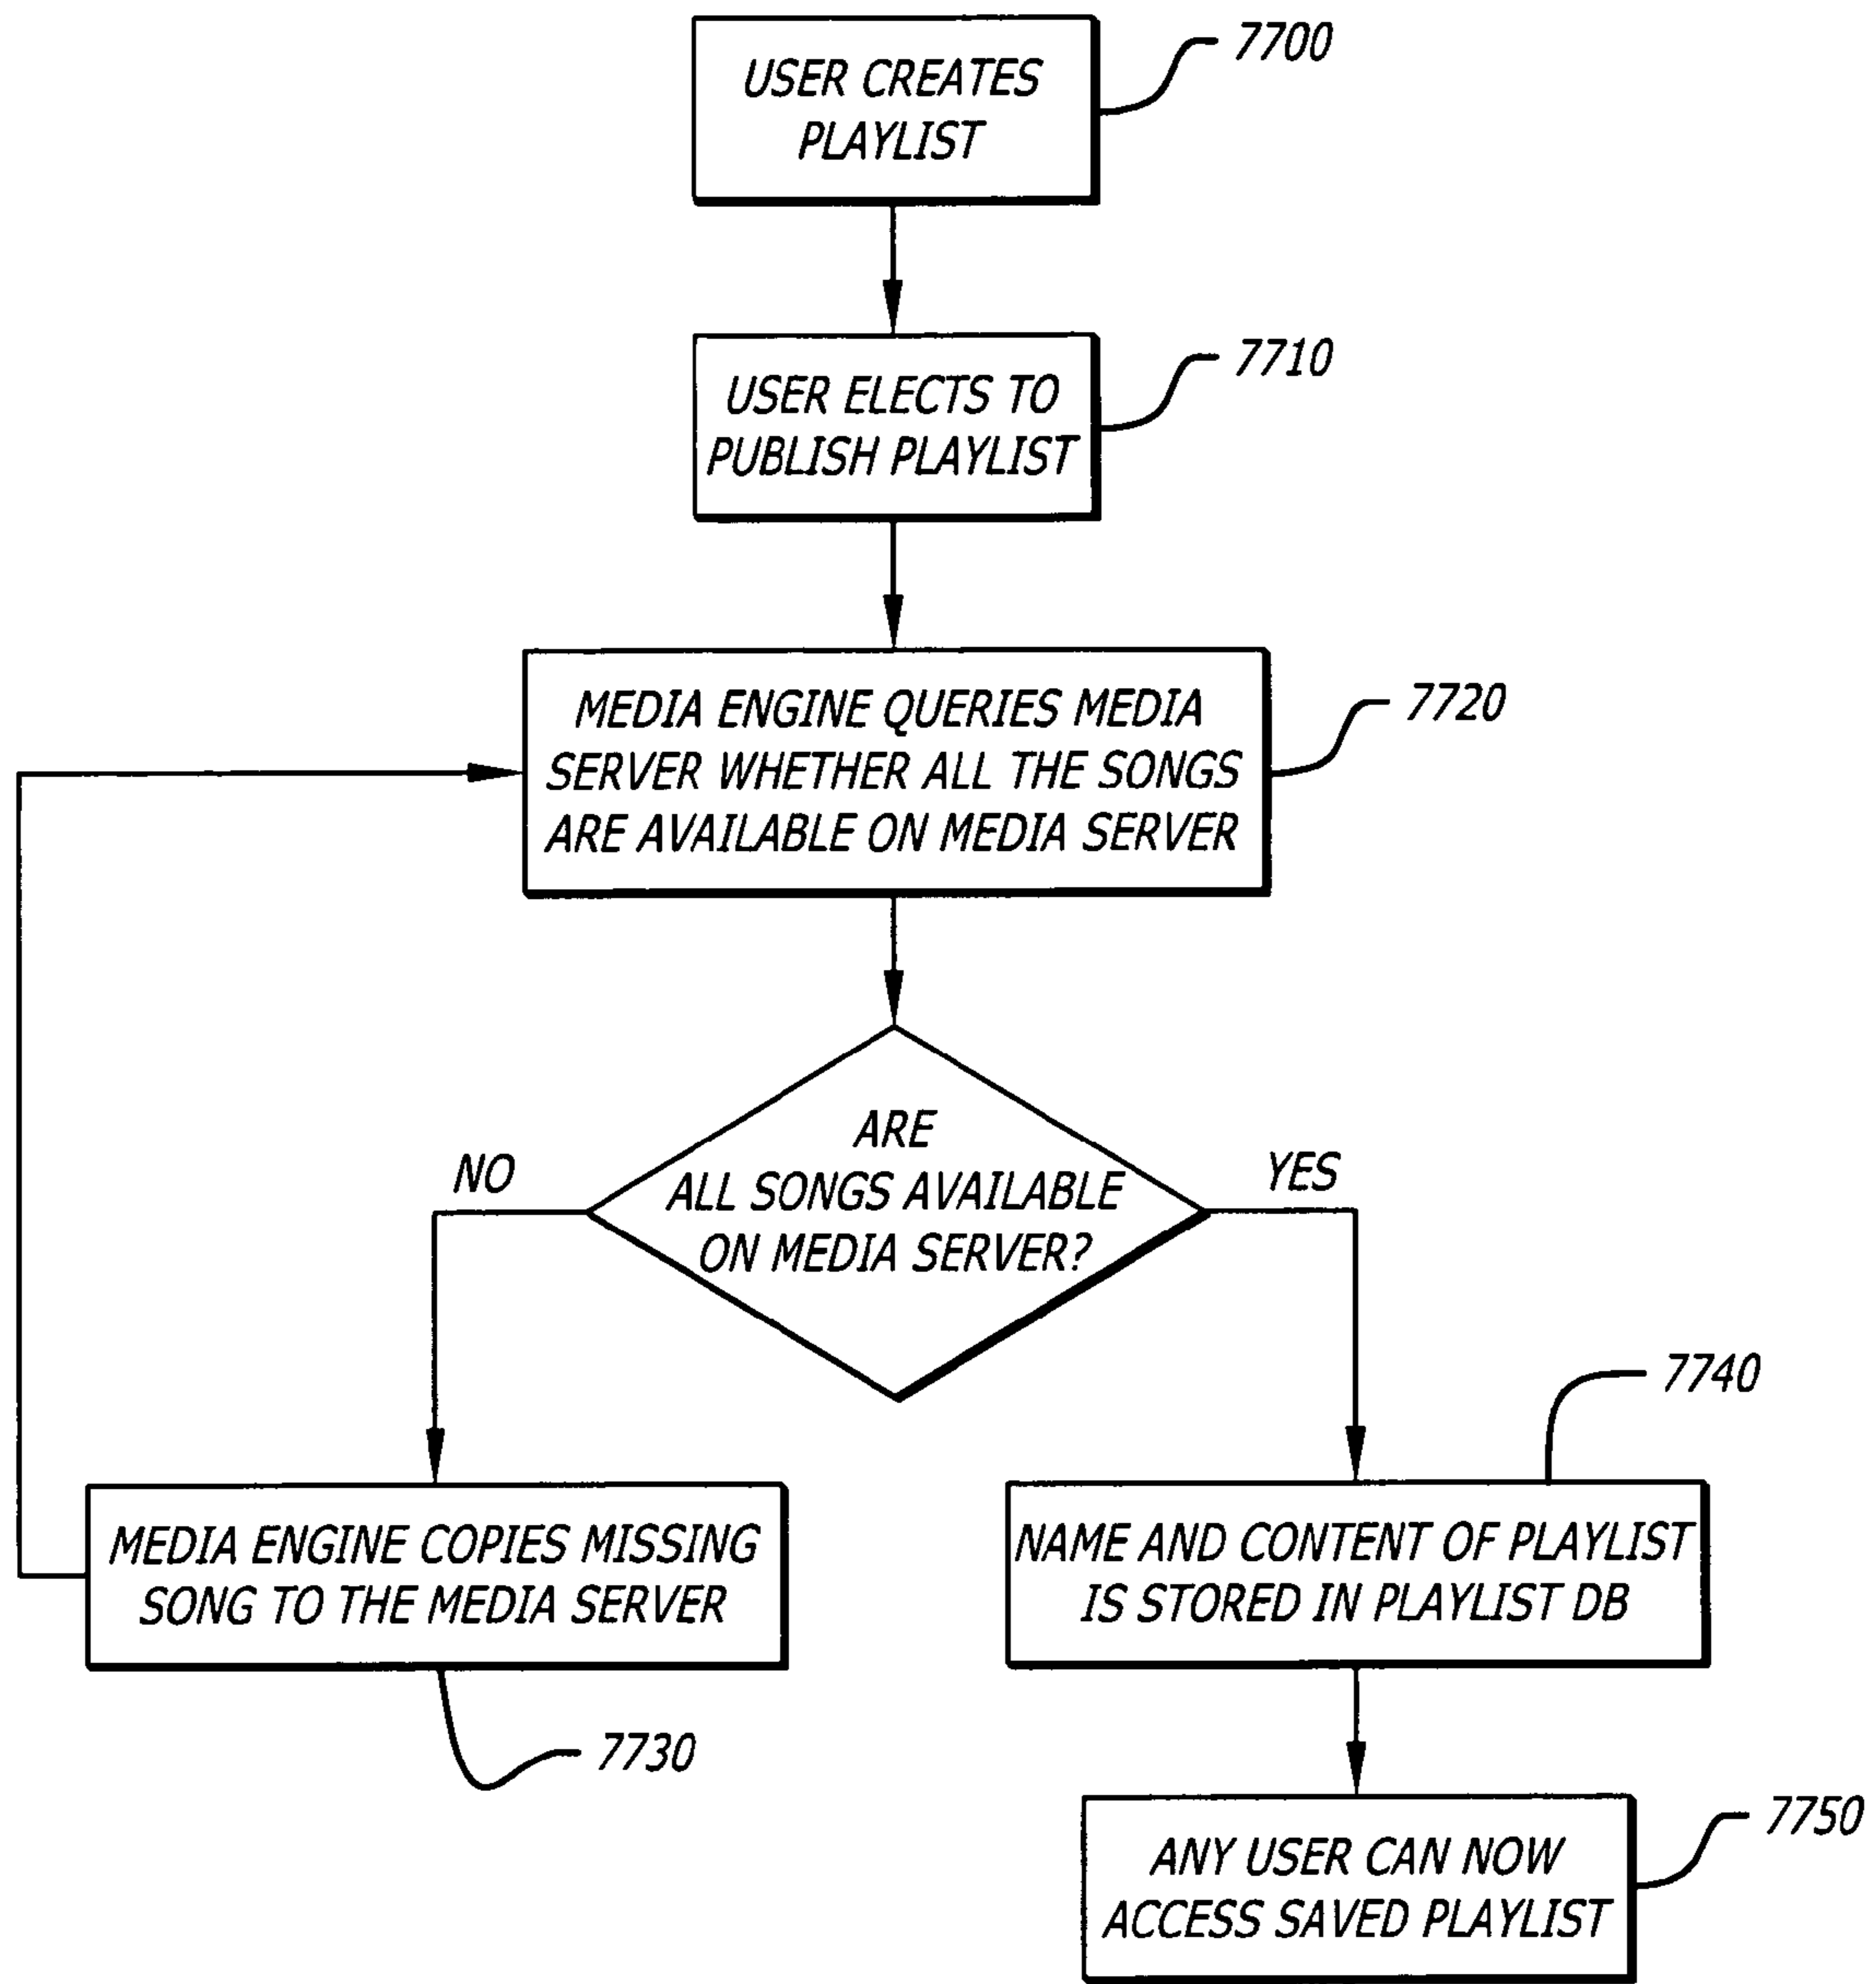 USER CREATES
PLAYLIST
7700
USER ELECTS TO
PUBLISH PLAYLIST
7710
MEDIA ENGINE QUERIES MEDIA
SERVER WHETHER ALL THE SONGS
ARE AVAILABLE ON MEDIA SERVER
7720
ARE
ALL SONGS AVAILABLE
ON MEDIA SERVER?
NO
YES
MEDIA ENGINE COPIES MISSING
SONG TO THE MEDIA SERVER
7730
7740
NAME AND CONTENT OF PLAYLIST
IS STORED IN PLAYLIST DB
7750
ANY USER CAN NOW
ACCESS SAVED PLAYLIST